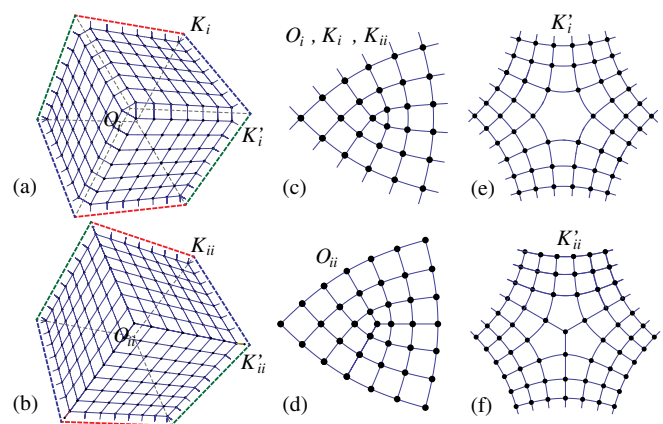 K_i
O_i
K'_i
(a)
O_i , K_i , K_ii
(c)
K'_i
(e)
K_ii
O_ii
K'_ii
(b)
O_ii
(d)
K'_ii
(f)